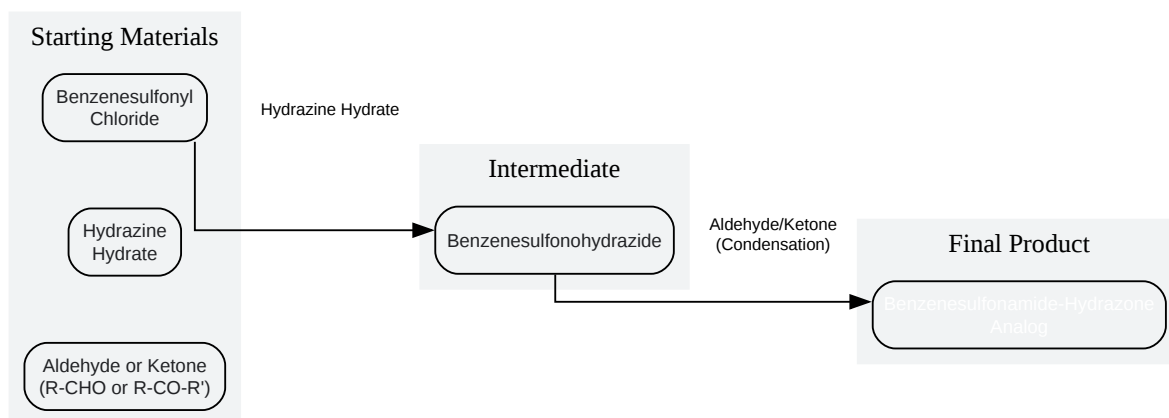 Starting Materials
Benzenesulfonyl
Chloride
Hydrazine Hydrate
Hydrazine
Hydrate
Aldehyde or Ketone
(R-CHO or R-CO-R')
Intermediate
Benzenesulfonohydrazide
Aldehyde/Ketone
(Condensation)
Final Product
Benzenesulfonamide-Hydrazone
Analog